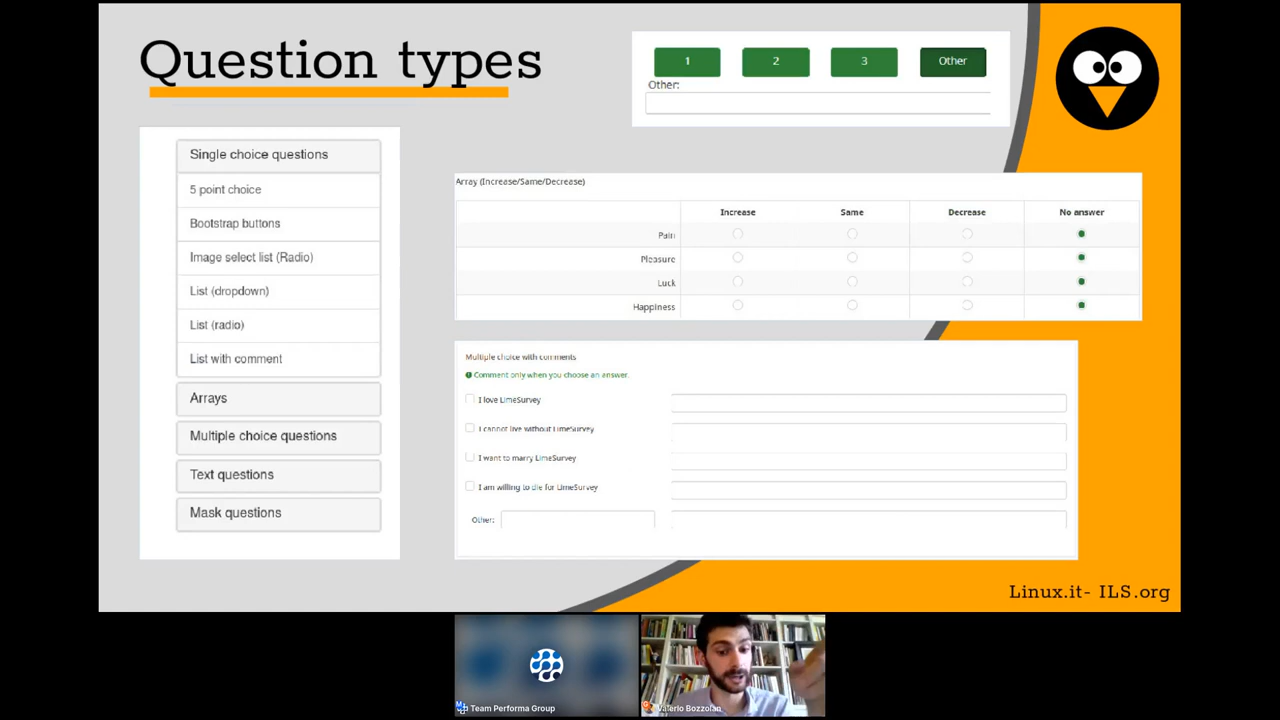 Question types
1 2 3 Other
Other:
Single choice questions
5 point choice
Bootstrap buttons
Image select list (Radio)
List (dropdown)
List (radio)
List with comment
Arrays
Multiple choice questions
Text questions
Mask questions
Array (Increase/Same/Decrease)
Increase Same Decrease No answer
Pain
Pleasure
Luck
Happiness
Multiple choice with comments
Comment only when you choose an answer.
I love LimeSurvey
I cannot live without LimeSurvey
I want to marry LimeSurvey
I am willing to die for LimeSurvey
Other:
Linux.it- ILS.org
Team Performa Group
Valerio Bozzolan